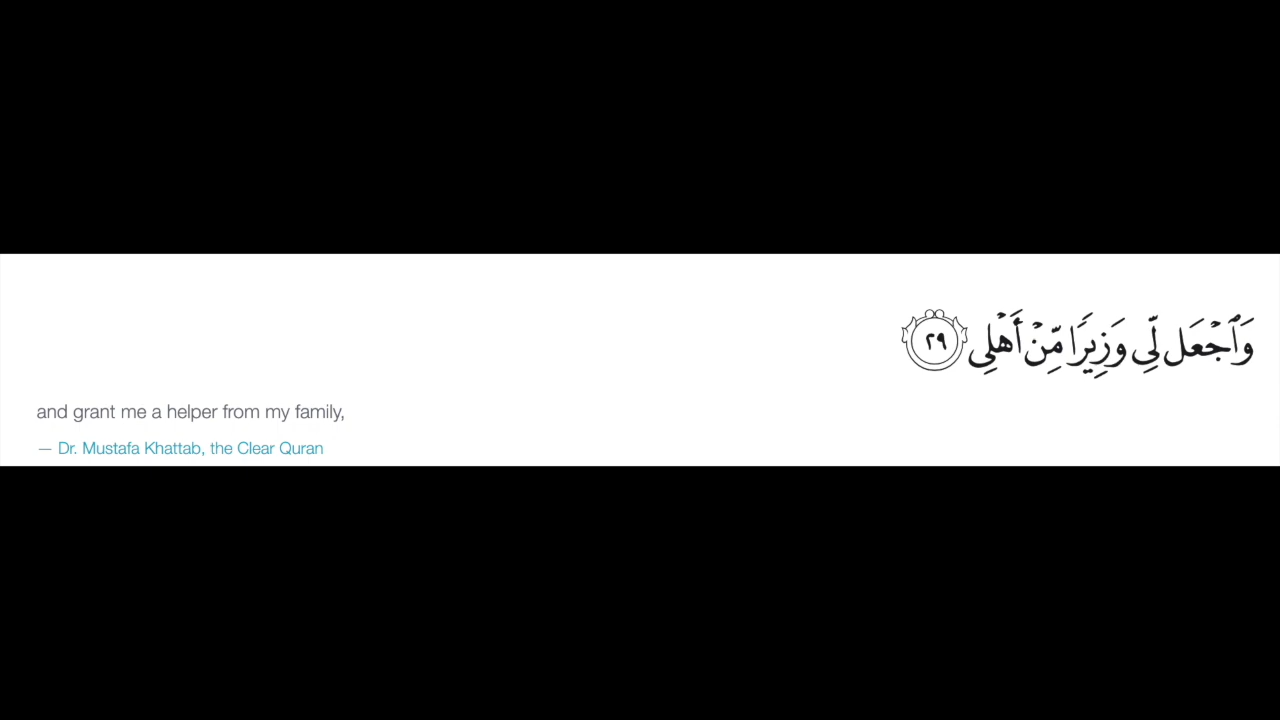 وَٱجْعَل لِّى وَزِيرًا مِّنْ أَهْلِى ٢٩
and grant me a helper from my family,
— Dr. Mustafa Khattab, the Clear Quran